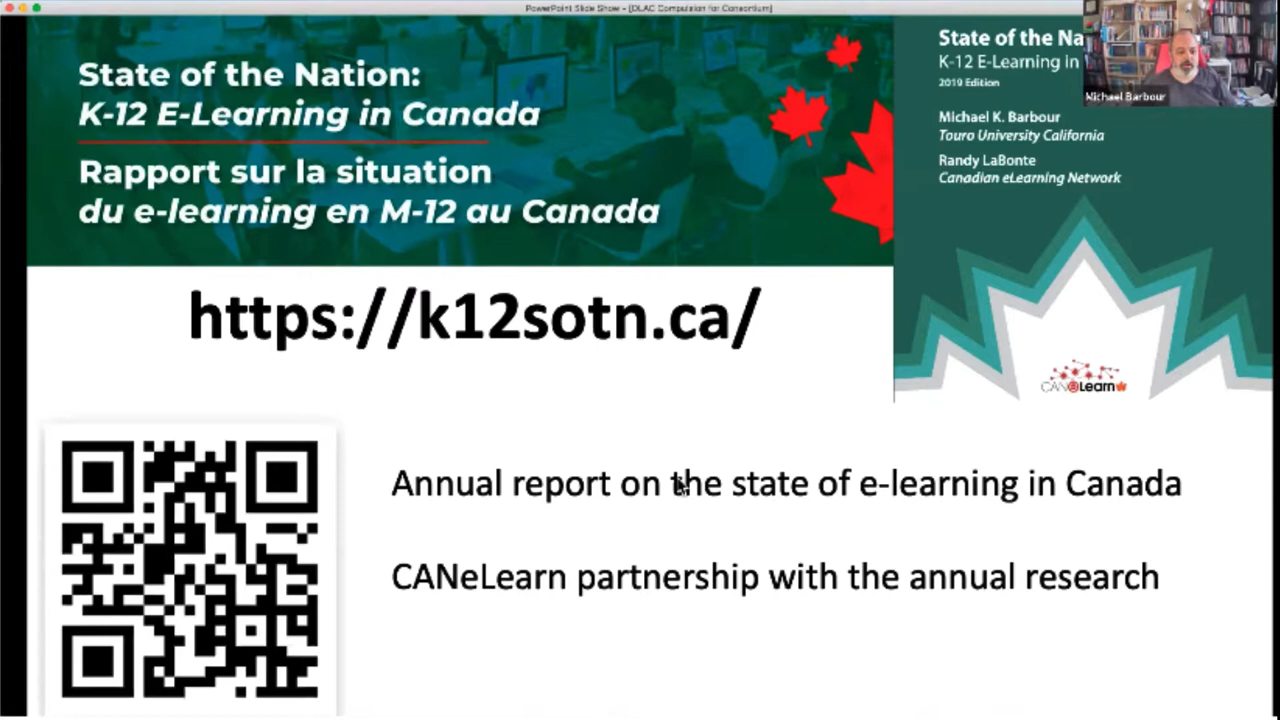 PowerPoint Slide Show - [DLAC Compulsion for Consortium]
State of the Nation:
K-12 E-Learning in Canada
Rapport sur la situation
du e-learning en M-12 au Canada
State of the Na
K-12 E-Learning in
2019 Edition
Michael K. Barbour
Touro University California
Randy LaBonte
Canadian eLearning Network
CANeLearn
Michael Barbour
https://k12sotn.ca/
Annual report on the state of e-learning in Canada
CANeLearn partnership with the annual research